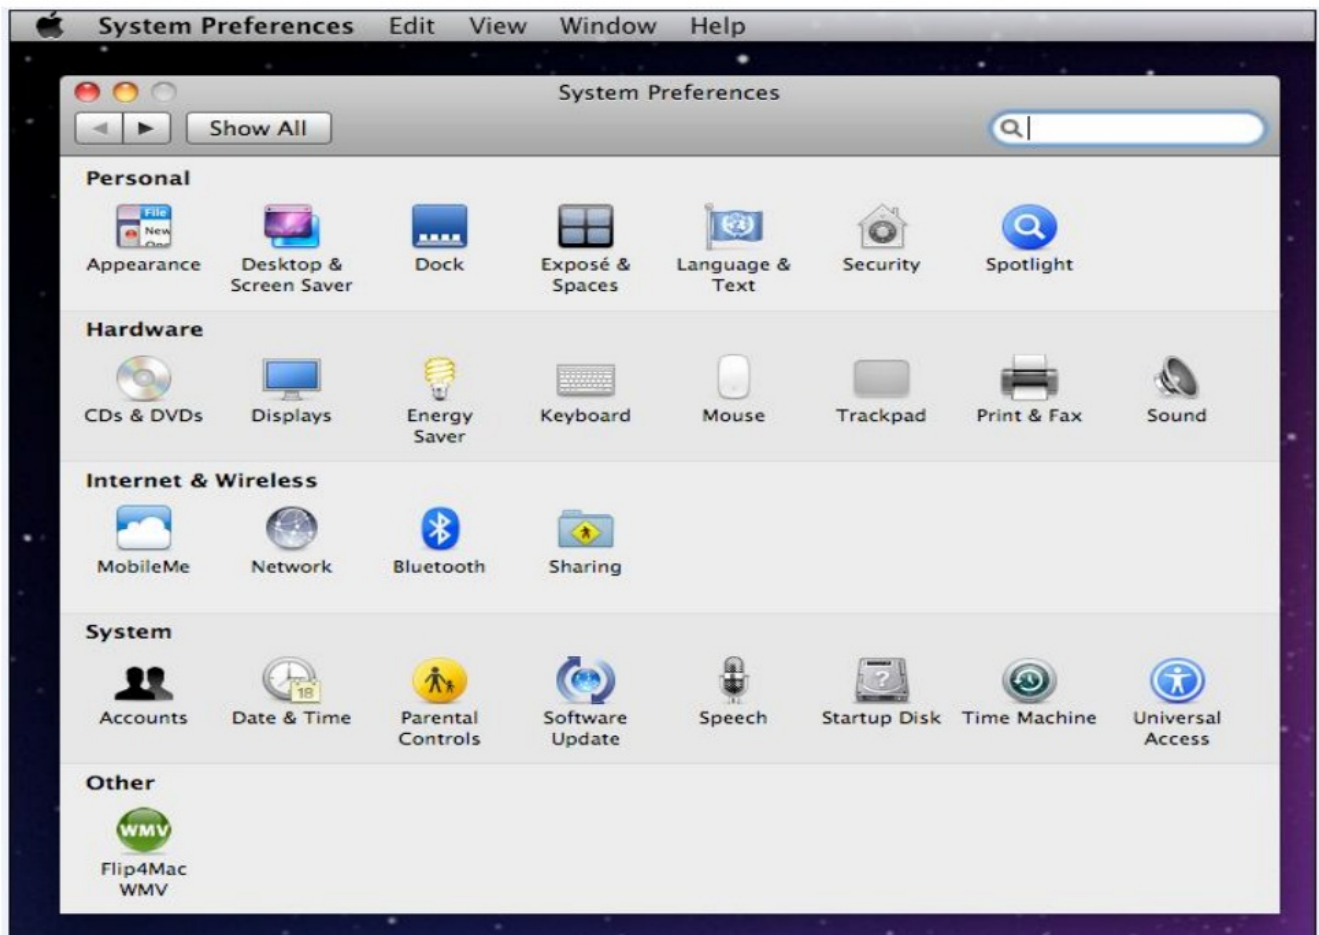 System Preferences Edit View Window Help
System Preferences
Show All
Personal
File
New
Appearance
Desktop &
Screen Saver
Dock
Exposé &
Spaces
Language &
Text
Security
Spotlight
Hardware
CDs & DVDs
Displays
Energy
Saver
Keyboard
Mouse
Trackpad
Print & Fax
Sound
Internet & Wireless
MobileMe
Network
Bluetooth
Sharing
System
18
?
Accounts
Date & Time
Parental
Controls
Software
Update
Speech
Startup Disk
Time Machine
Universal
Access
Other
WMV
Flip4Mac
WMV